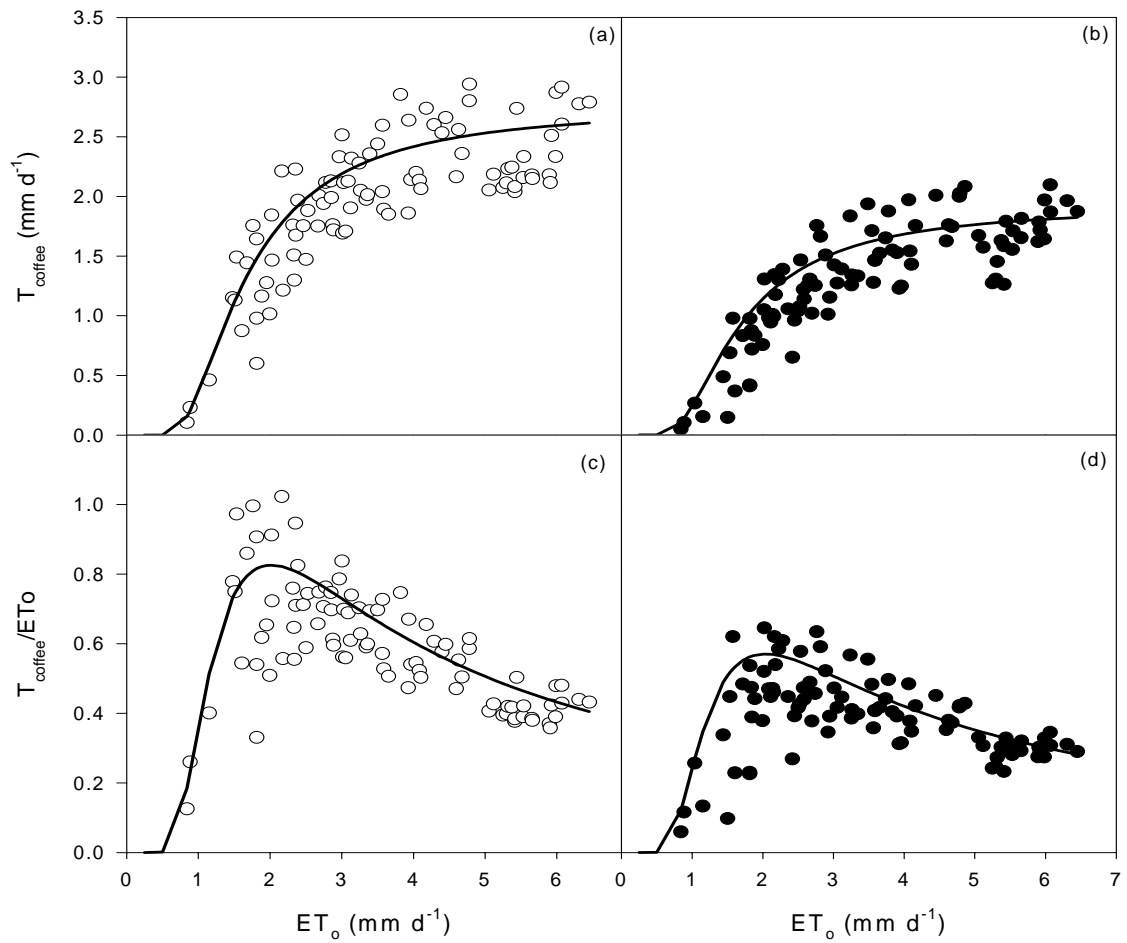 3.5
(a)
(b)
3.0
2.5
2.0
1.5
1.0
0.5
0.0
T_coffee (mm d^-1)
(c)
(d)
1.0
0.8
0.6
0.4
0.2
0.0
T_coffee/ETo
0 1 2 3 4 5 6 0 1 2 3 4 5 6 7
ET_o (mm d^-1) ET_o (mm d^-1)